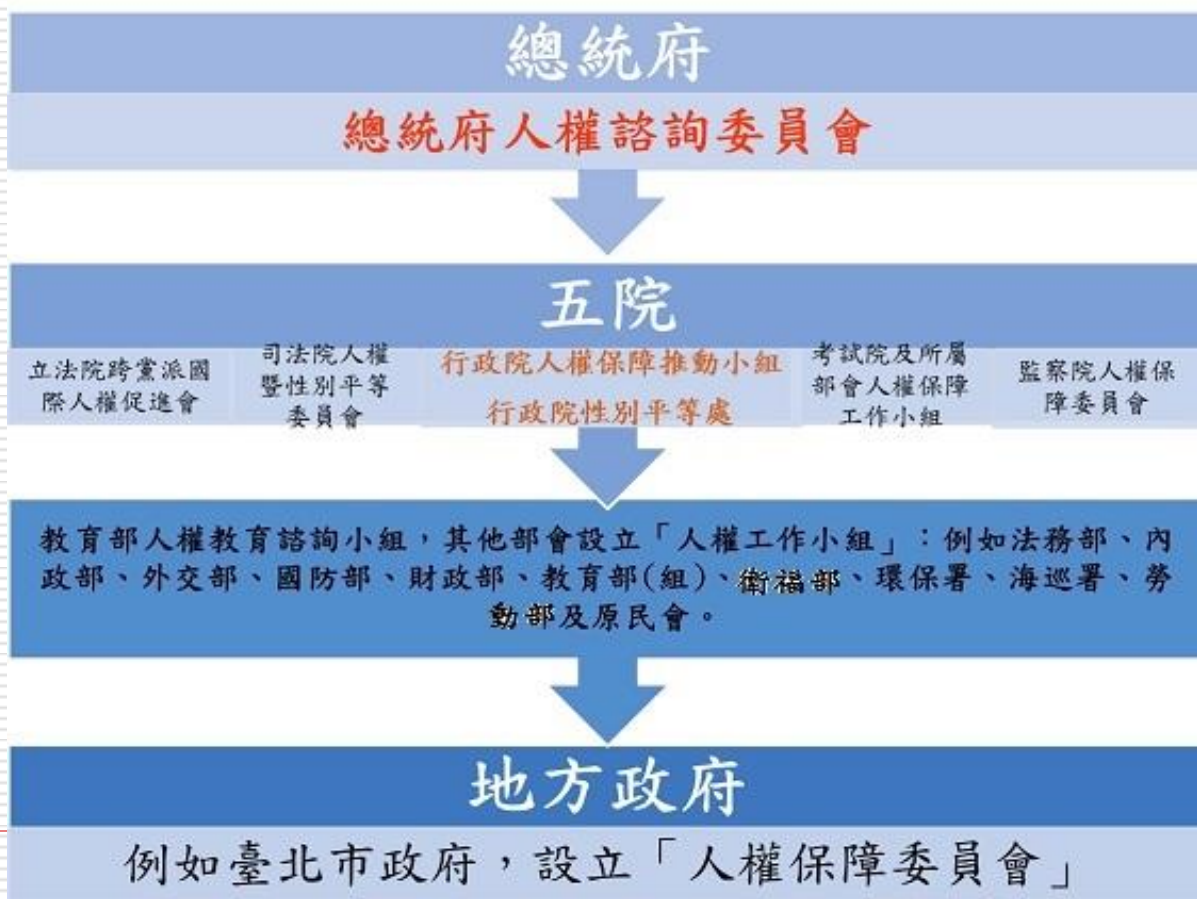 總統府
總統府人權諮詢委員會
五院
立法院跨黨派國
際人權促進會
司法院人權
暨性別平等
委員會
行政院人權保障推動小組
行政院性別平等處
考試院及所屬
部會人權保障
工作小組
監察院人權保
障委員會
教育部人權教育諮詢小組，其他部會設立「人權工作小組」：例如法務部、內
政部、外交部、國防部、財政部、教育部(組)、衛福部、環保署、海巡署、勞
動部及原民會。
地方政府
例如臺北市政府，設立「人權保障委員會」